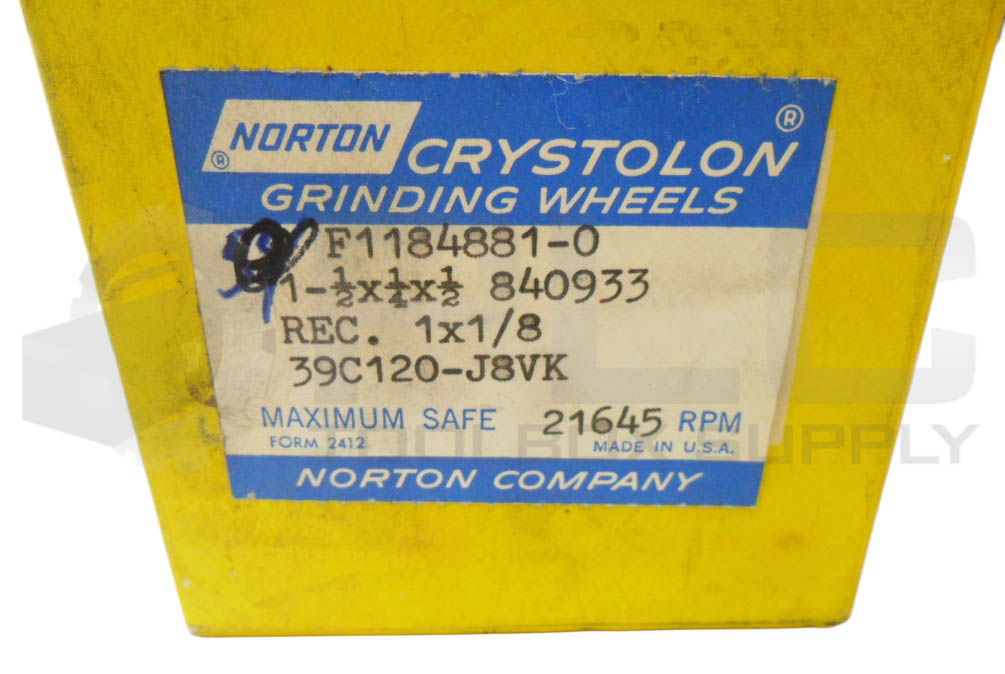 NORTON ®
CRYSTOLON ®
GRINDING WHEELS
F1184881-0
1-½x¼x½ 840933
REC. 1x1/8
39C120-J8VK
MAXIMUM SAFE 21645 RPM
FORM 2412 MADE IN U.S.A.
NORTON COMPANY